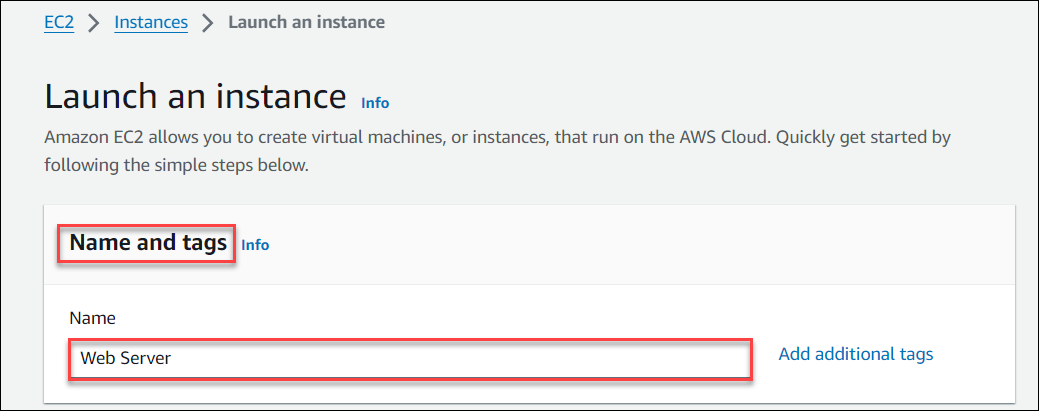 EC2 > Instances > Launch an instance
Launch an instance Info
Amazon EC2 allows you to create virtual machines, or instances, that run on the AWS Cloud. Quickly get started by
following the simple steps below.
Name and tags Info
Name
Web Server
Add additional tags